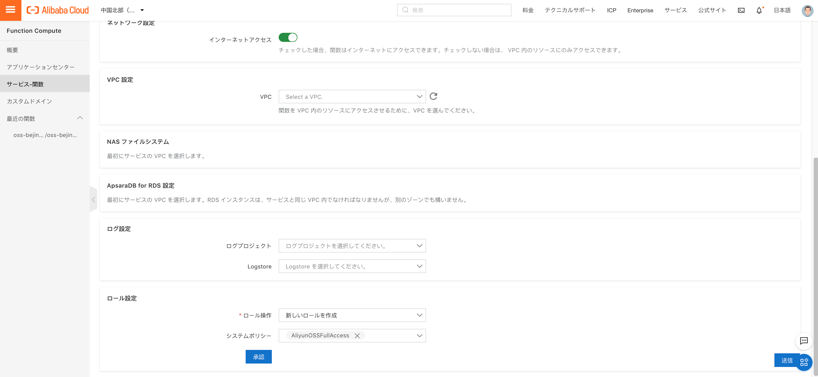 Alibaba Cloud
中国北部（...
検索
料金
テクニカルサポート
ICP
Enterprise
サービス
公式サイト
日本語
Function Compute
概要
アプリケーションセンター
サービス-関数
カスタムドメイン
最近の関数
oss-bejin... /oss-bejin...
ネットワーク設定
インターネットアクセス
チェックした場合、関数はインターネットにアクセスできます。チェックしない場合は、VPC 内のリソースにのみアクセスできます。
VPC 設定
VPC
Select a VPC.
関数を VPC 内のリソースにアクセスさせるために、VPC を選んでください。
NAS ファイルシステム
最初にサービスの VPC を選択します。
ApsaraDB for RDS 設定
最初にサービスの VPC を選択します。RDS インスタンスは、サービスと同じ VPC 内でなければなりませんが、別のゾーンでも構いません。
ログ設定
ログプロジェクト
ログプロジェクトを選択してください。
Logstore
Logstore を選択してください。
ロール設定
* ロール操作
新しいロールを作成
システムポリシー
AliyunOSSFullAccess
承認
送信